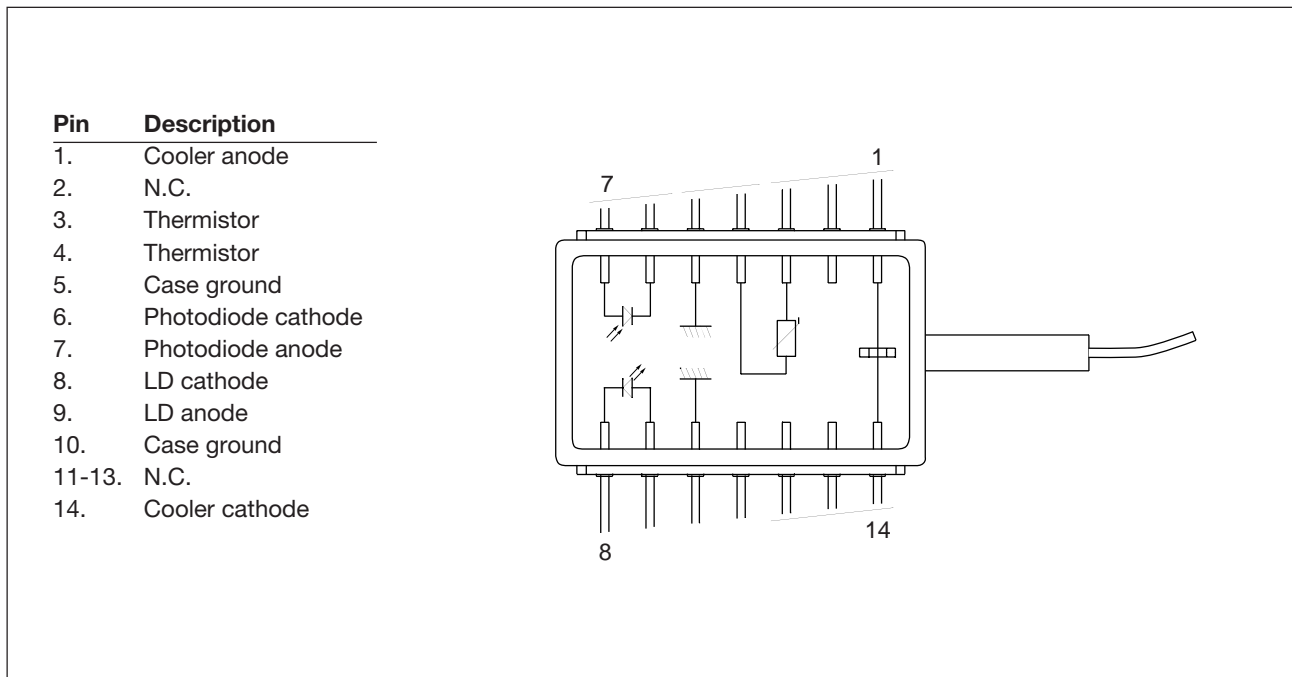 Pin Description
1. Cooler anode
2. N.C.
3. Thermistor
4. Thermistor
5. Case ground
6. Photodiode cathode
7. Photodiode anode
8. LD cathode
9. LD anode
10. Case ground
11-13. N.C.
14. Cooler cathode
7 1
8 14